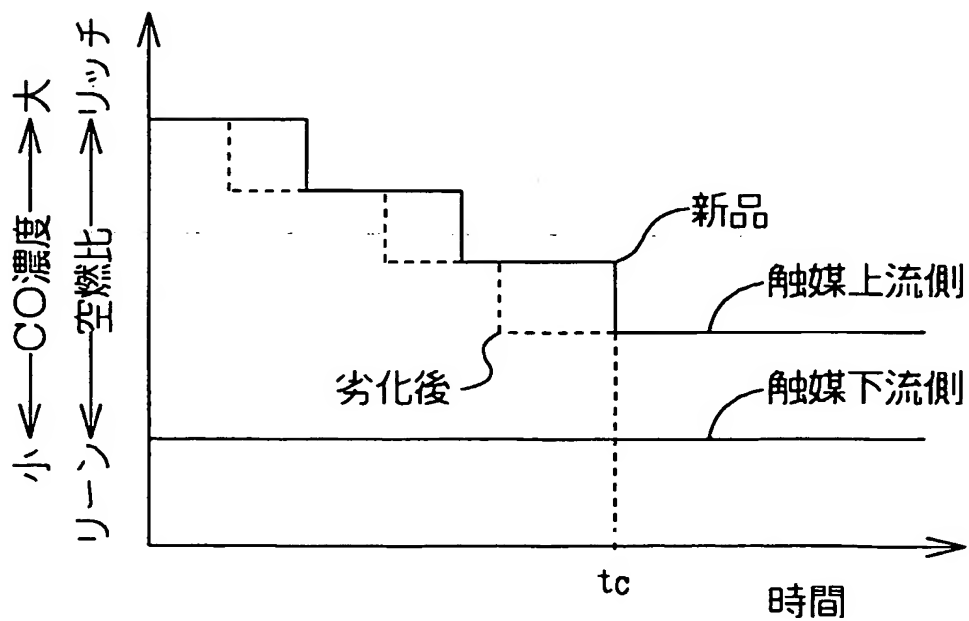 大
CO濃度
小
リッチ
空燃比
リーン
新品
触媒上流側
劣化後
触媒下流側
tc
時間